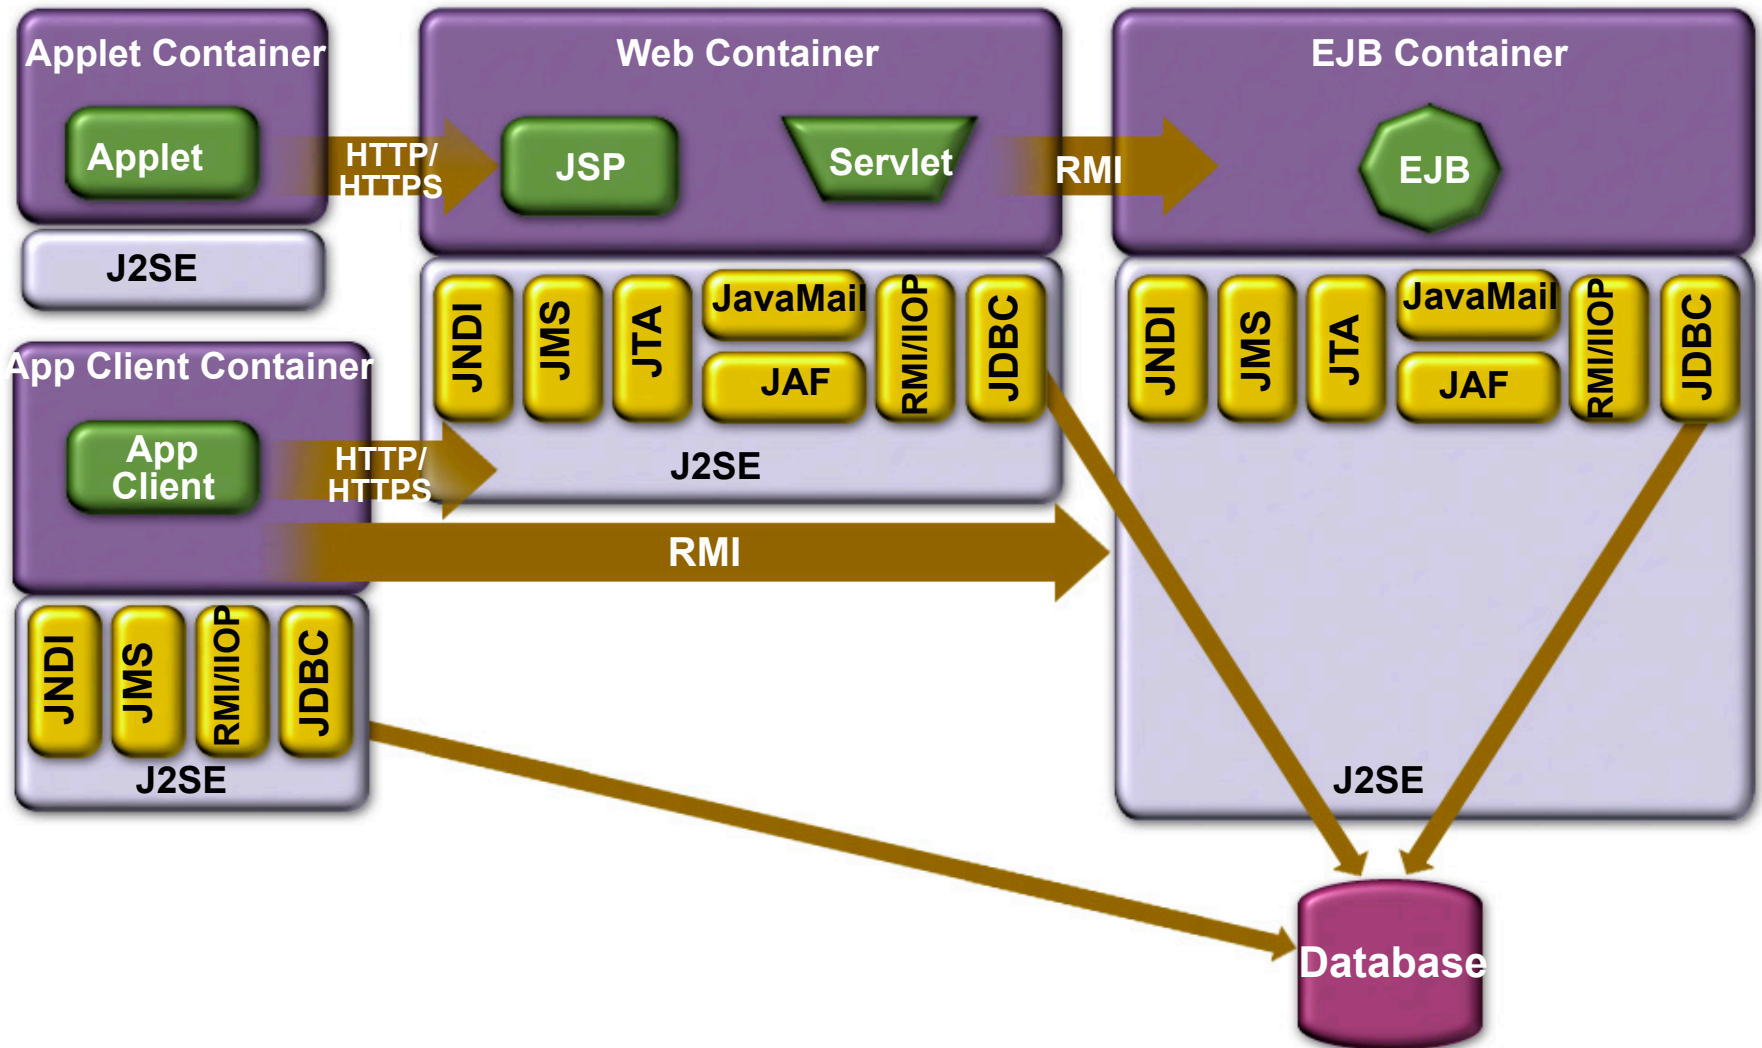 Applet Container
Applet
J2SE
HTTP/
HTTPS
Web Container
JSP
Servlet
JNDI
JMS
JTA
JavaMail
JAF
RMI/IIOP
JDBC
J2SE
RMI
EJB Container
EJB
JNDI
JMS
JTA
JavaMail
JAF
RMI/IIOP
JDBC
J2SE
App Client Container
App
Client
HTTP/
HTTPS
RMI
JNDI
JMS
RMI/IIOP
JDBC
J2SE
Database